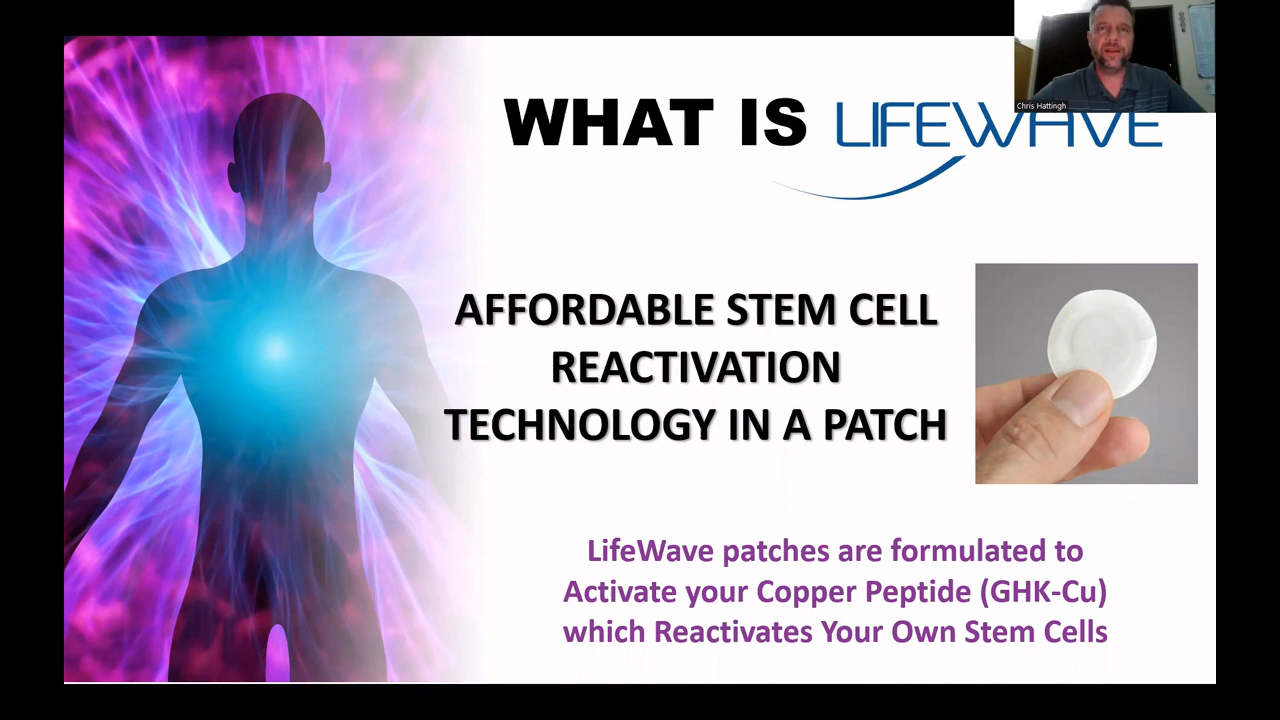 Chris Hattingh
WHAT IS LIFEWAVE
AFFORDABLE STEM CELL
REACTIVATION
TECHNOLOGY IN A PATCH
LifeWave patches are formulated to
Activate your Copper Peptide (GHK-Cu)
which Reactivates Your Own Stem Cells